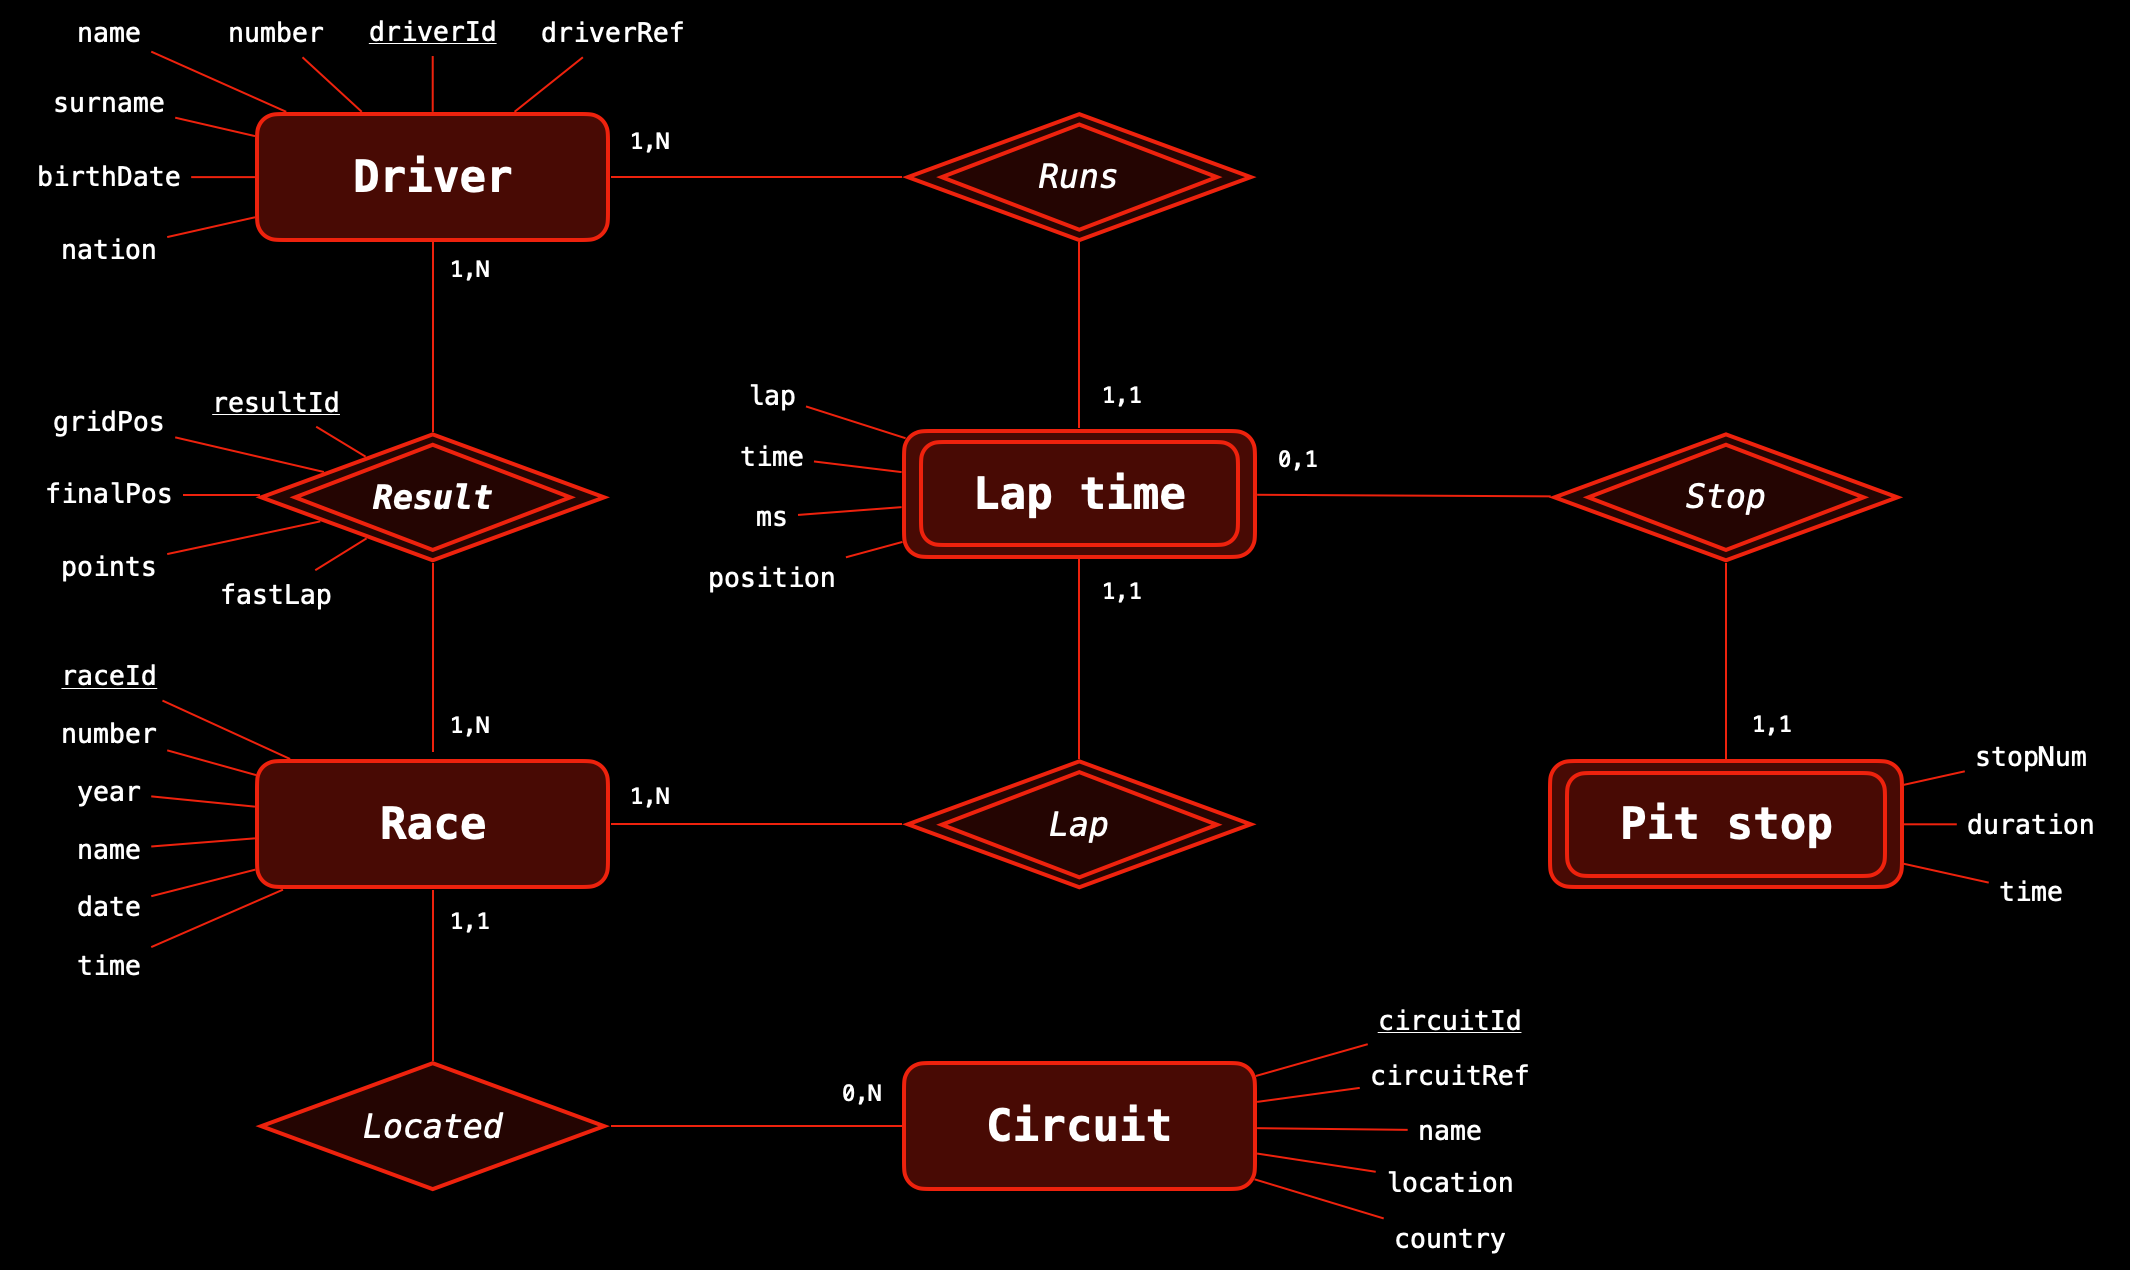 name
number
driverId
driverRef
surname
birthDate
nation
Driver
1,N
Runs
1,N
resultId
gridPos
finalPos
points
fastLap
Result
1,N
lap
time
ms
position
1,1
Lap time
0,1
1,1
Stop
1,1
raceId
number
year
name
date
time
Race
1,N
Lap
1,1
Pit stop
stopNum
duration
time
Located
0,N
Circuit
circuitId
circuitRef
name
location
country